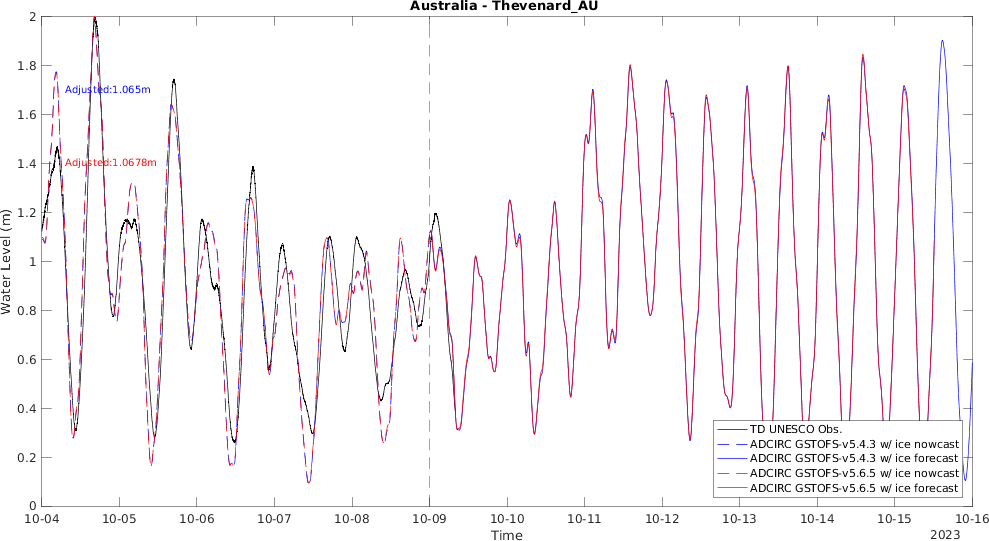 Australia - Thevenard_AU
2
1.8
1.6
1.4
1.2
1
0.8
0.6
0.4
0.2
0
Water Level (m)
Adjusted:1.065m
Adjusted:1.0678m
TD UNESCO Obs.
ADCIRC GSTOFS-v5.4.3 w/ ice nowcast
ADCIRC GSTOFS-v5.4.3 w/ ice forecast
ADCIRC GSTOFS-v5.6.5 w/ ice nowcast
ADCIRC GSTOFS-v5.6.5 w/ ice forecast
10-04 10-05 10-06 10-07 10-08 10-09 10-10 10-11 10-12 10-13 10-14 10-15 10-16
Time
2023